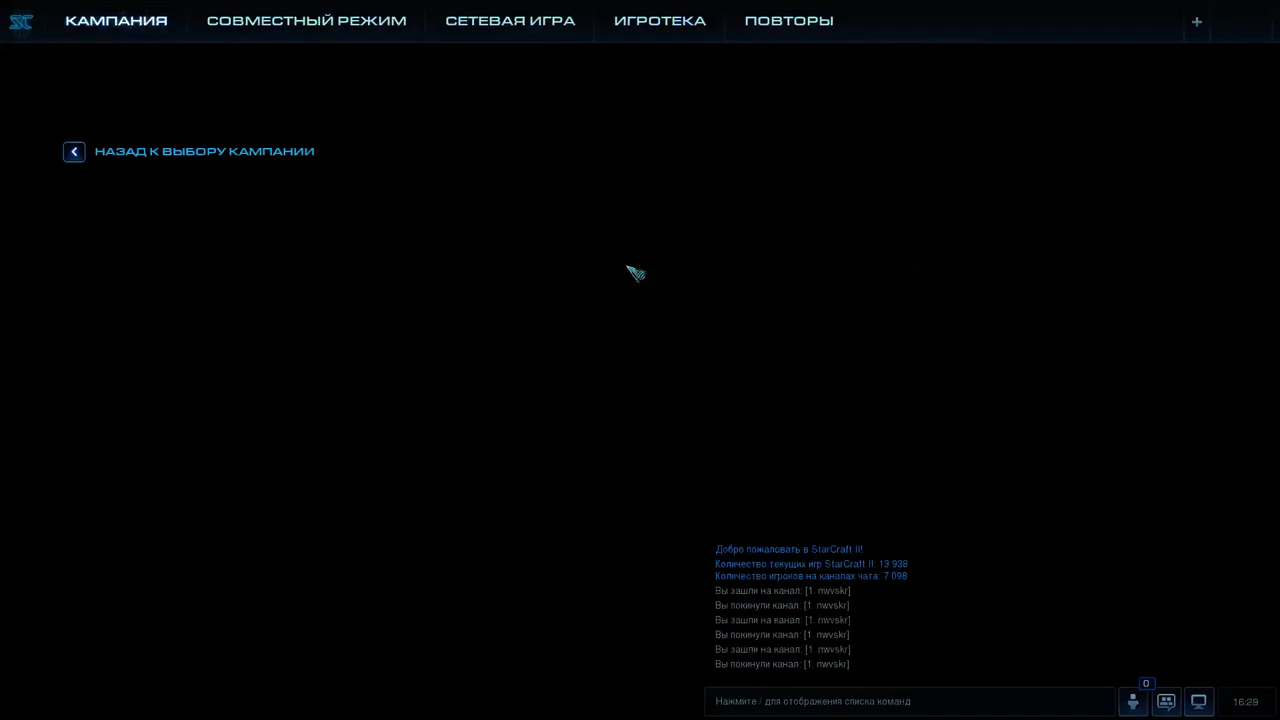 КАМПАНИЯ СОВМЕСТНЫЙ РЕЖИМ СЕТЕВАЯ ИГРА ИГРОТЕКА ПОВТОРЫ +
НАЗАД К ВЫБОРУ КАМПАНИИ
Добро пожаловать в StarCraft II!
Количество текущих игр StarCraft II: 13 938
Количество игроков на каналах чата: 7 098
Вы зашли на канал: [1. nwvskr]
Вы покинули канал: [1. nwvskr]
Вы зашли на канал: [1. nwvskr]
Вы покинули канал: [1. nwvskr]
Вы зашли на канал: [1. nwvskr]
Вы покинули канал: [1. nwvskr]
0
Нажмите / для отображения списка команд
16:29